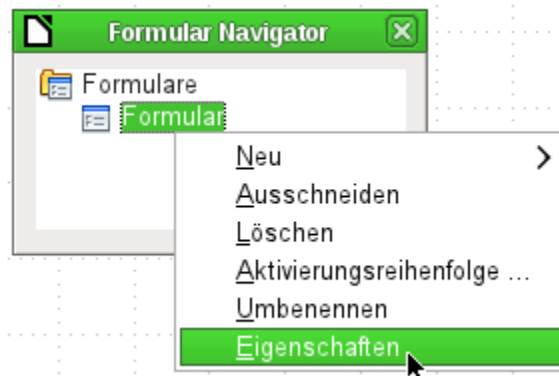 Formular Navigator
Formulare
Formular
Neu
Ausschneiden
Löschen
Aktivierungsreihenfolge ...
Umbenennen
Eigenschaften